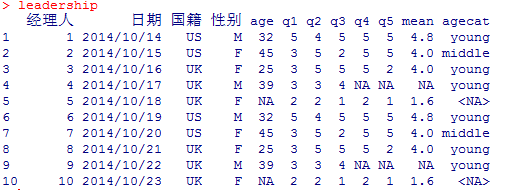 > leadership
经理人 日期 国籍 性别 age q1 q2 q3 q4 q5 mean agecat
1 1 2014/10/14 US M 32 5 4 5 5 5 4.8 young
2 2 2014/10/15 US F 45 3 5 2 5 5 4.0 middle
3 3 2014/10/16 UK F 25 3 5 5 5 2 4.0 young
4 4 2014/10/17 UK M 39 3 3 4 NA NA NA young
5 5 2014/10/18 UK F NA 2 2 1 2 1 1.6 <NA>
6 6 2014/10/19 US M 32 5 4 5 5 5 4.8 young
7 7 2014/10/20 US F 45 3 5 2 5 5 4.0 middle
8 8 2014/10/21 UK F 25 3 5 5 5 2 4.0 young
9 9 2014/10/22 UK M 39 3 3 4 NA NA NA young
10 10 2014/10/23 UK F NA 2 2 1 2 1 1.6 <NA>